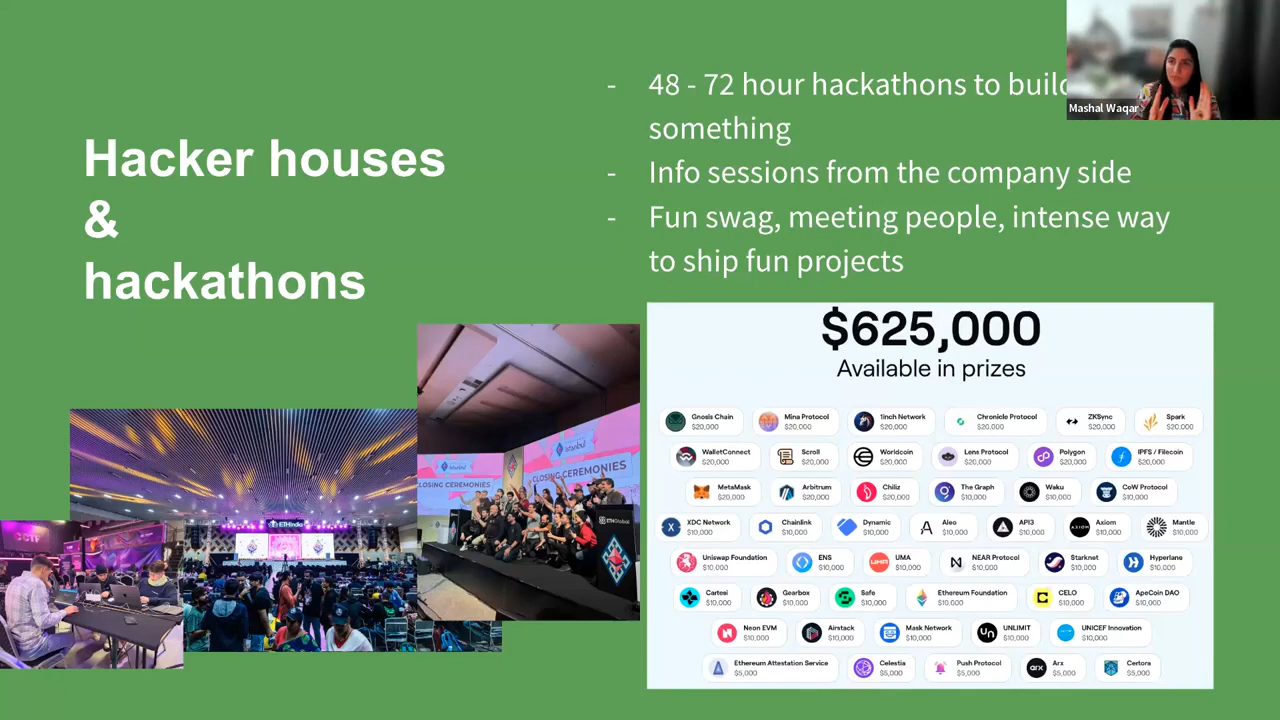 Hacker houses
&
hackathons
- 48 - 72 hour hackathons to build
something
- Info sessions from the company side
- Fun swag, meeting people, intense way
to ship fun projects
Mashal Waqar
$625,000
Available in prizes
Gnosis Chain $20,000
Mina Protocol $20,000
1inch Network $20,000
Chronicle Protocol $20,000
ZKSync $20,000
Spark $20,000
WalletConnect $20,000
Scroll $20,000
Worldcoin $20,000
Lens Protocol $20,000
Polygon $20,000
IPFS / Filecoin $20,000
MetaMask $20,000
Arbitrum $20,000
Chiliz $20,000
The Graph $10,000
Waku $10,000
CoW Protocol $10,000
XDC Network $10,000
Chainlink $10,000
Dynamic $10,000
Aleo $10,000
API3 $10,000
Axiom $10,000
Mantle $10,000
Uniswap Foundation $10,000
ENS $10,000
UMA $10,000
NEAR Protocol $10,000
Starknet $10,000
Hyperlane $10,000
Cartesi $10,000
Gearbox $10,000
Safe $10,000
Ethereum Foundation $10,000
CELO $10,000
ApeCoin DAO $10,000
Neon EVM $10,000
Airstack $10,000
Mask Network $10,000
UNLIMIT $10,000
UNICEF Innovation $10,000
Ethereum Attestation Service $5,000
Celestia $5,000
Push Protocol $5,000
Arx $5,000
Certora $5,000
ETHIndia
Istanbul
Istanbul
CLOSING CEREMONIES
CLOSING CEREMONIES
ETHGlobal